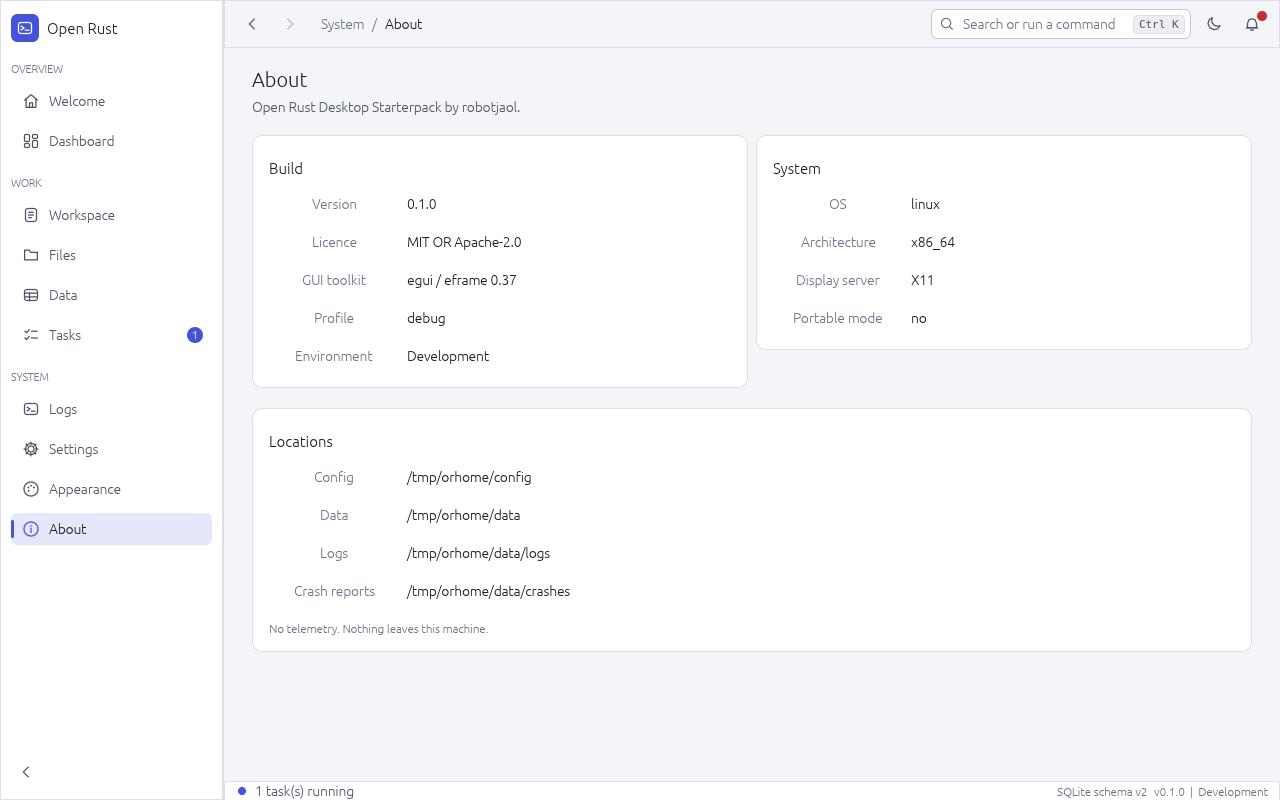 Open Rust
OVERVIEW
Welcome
Dashboard
WORK
Workspace
Files
Data
Tasks 1
SYSTEM
Logs
Settings
Appearance
About
System / About
Search or run a command Ctrl K
About
Open Rust Desktop Starterpack by robotjaol.
Build
Version 0.1.0
Licence MIT OR Apache-2.0
GUI toolkit egui / eframe 0.37
Profile debug
Environment Development
System
OS linux
Architecture x86_64
Display server X11
Portable mode no
Locations
Config /tmp/orhome/config
Data /tmp/orhome/data
Logs /tmp/orhome/data/logs
Crash reports /tmp/orhome/data/crashes
No telemetry. Nothing leaves this machine.
1 task(s) running
SQLite schema v2 v0.1.0 | Development